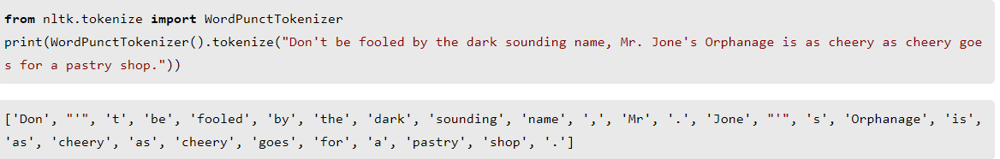 from nltk.tokenize import WordPunctTokenizer
print(WordPunctTokenizer().tokenize("Don't be fooled by the dark sounding name, Mr. Jone's Orphanage is as cheery as cheery goe
s for a pastry shop."))
['Don', "'", 't', 'be', 'fooled', 'by', 'the', 'dark', 'sounding', 'name', ',', 'Mr', '.', 'Jone', "'", 's', 'Orphanage', 'is',
'as', 'cheery', 'as', 'cheery', 'goes', 'for', 'a', 'pastry', 'shop', '.']